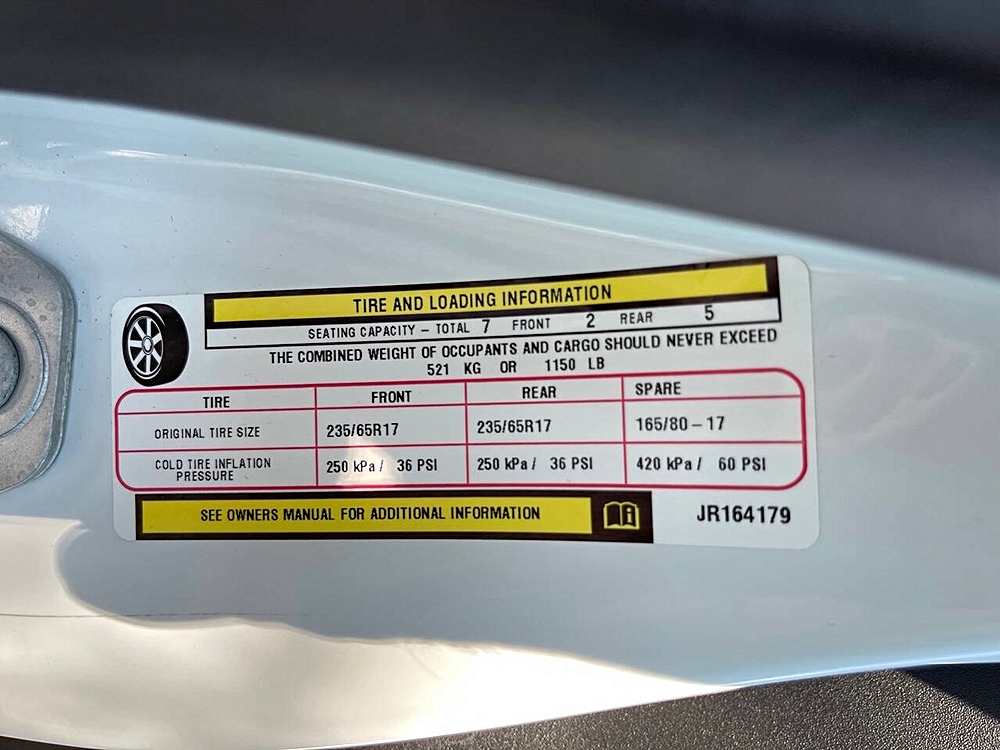 TIRE AND LOADING INFORMATION
SEATING CAPACITY – TOTAL 7 FRONT 2 REAR 5
THE COMBINED WEIGHT OF OCCUPANTS AND CARGO SHOULD NEVER EXCEED
521 KG OR 1150 LB
TIRE FRONT REAR SPARE
ORIGINAL TIRE SIZE 235/65R17 235/65R17 165/80 – 17
COLD TIRE INFLATION PRESSURE 250 kPa / 36 PSI 250 kPa / 36 PSI 420 kPa / 60 PSI
SEE OWNERS MANUAL FOR ADDITIONAL INFORMATION JR164179